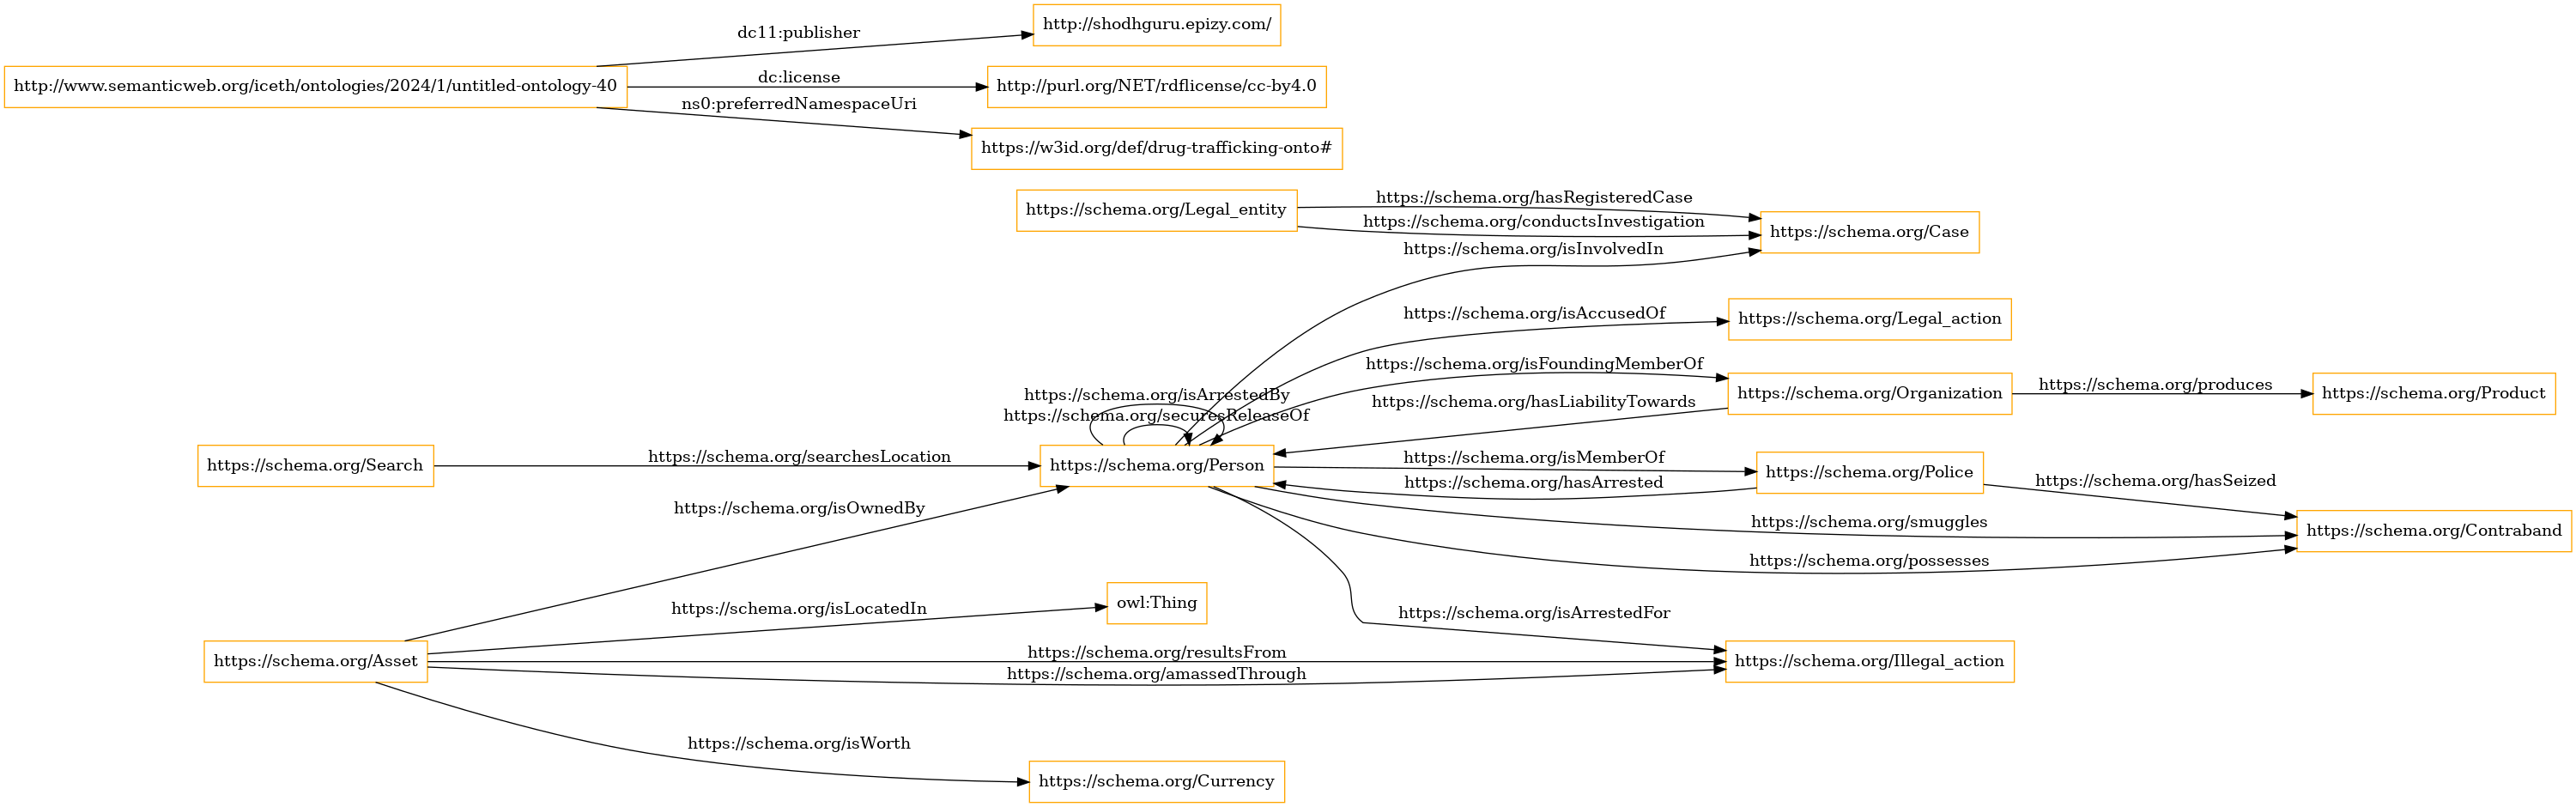 http://shodhguru.epizy.com/
dc11:publisher
http://www.semanticweb.org/iceth/ontologies/2024/1/untitled-ontology-40
dc:license
http://purl.org/NET/rdflicense/cc-by4.0
ns0:preferredNamespaceUri
https://w3id.org/def/drug-trafficking-onto#
https://schema.org/Legal_entity
https://schema.org/hasRegisteredCase
https://schema.org/conductsInvestigation
https://schema.org/Case
https://schema.org/isInvolvedIn
https://schema.org/isAccusedOf
https://schema.org/Legal_action
https://schema.org/isFoundingMemberOf
https://schema.org/Organization
https://schema.org/produces
https://schema.org/Product
https://schema.org/isArrestedBy
https://schema.org/hasLiabilityTowards
https://schema.org/securesReleaseOf
https://schema.org/Search
https://schema.org/searchesLocation
https://schema.org/Person
https://schema.org/isMemberOf
https://schema.org/Police
https://schema.org/hasArrested
https://schema.org/hasSeized
https://schema.org/isOwnedBy
https://schema.org/smuggles
https://schema.org/Contraband
https://schema.org/possesses
https://schema.org/isLocatedIn
owl:Thing
https://schema.org/isArrestedFor
https://schema.org/Asset
https://schema.org/resultsFrom
https://schema.org/Illegal_action
https://schema.org/amassedThrough
https://schema.org/isWorth
https://schema.org/Currency